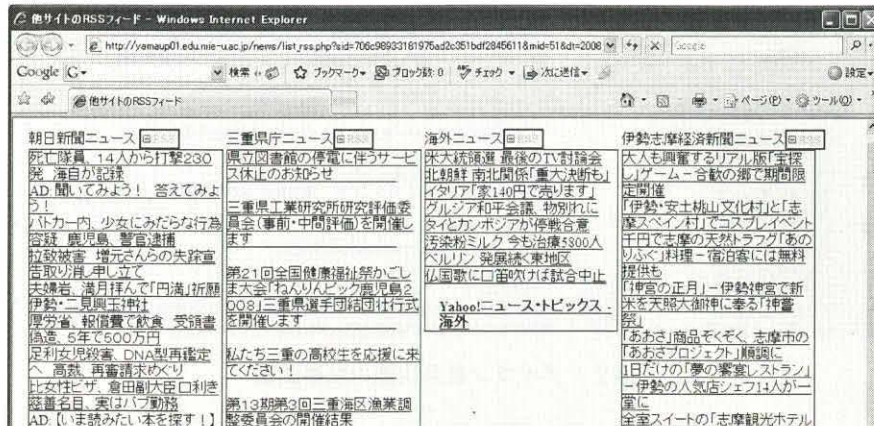 他サイトのRSSフィード - Windows Internet Explorer
http://yamaup01.edu.mie-u.ac.jp/news/list_rss.php?sid=706c98933181975ad2c351bdf2845611&mid=51&dt=2008
Google
Google G
検索
ブックマーク
ブロック数: 0
チェック
次に送信
設定
他サイトのRSSフィード
ページ(P)
ツール(O)
朝日新聞ニュース RSS
死亡隊員、14人から打撃230
発 海自が記録
AD: 聞いてみよう! 答えてみよ
う!
パトカー内、少女にみだらな行為
容疑 鹿児島、警官逮捕
拉致被害 増元さんらの失踪宣
告取り消し申し立て
夫婦岩、満月拝んで「円満」祈願
伊勢・二見興玉神社
厚労省、報償費で飲食 受領書
偽造、5年で500万円
足利女児殺害、DNA型再鑑定
へ 高裁、再審請求めぐり
比女性ビザ、倉田副大臣口利き
慈善名目、実はパブ勤務
AD:【いま読みたい本を探す!】
三重県庁ニュース RSS
県立図書館の停電に伴うサービ
ス休止のお知らせ
三重県工業研究所研究評価委
員会(事前・中間評価)を開催し
ます
第21回全国健康福祉祭かごし
ま大会「ねんりんピック鹿児島2
008」三重県選手団結団壮行式
を開催します
私たち三重の高校生を応援に来
てください!
第13期第3回三重海区漁業調
整委員会の開催結果
海外ニュース RSS
米大統領選 最後のTV討論会
北朝鮮 南北関係「重大決断も」
イタリア「家140円で売ります」
グルジア和平会議、物別れに
タイとカンボジアが停戦合意
汚染粉ミルク 今も治療5800人
ベルリン 発展続く東地区
仏国歌に口笛吹けば試合中止
Yahoo!ニュース・トピックス -
海外
伊勢志摩経済新聞ニュース RSS
大人も興奮するリアル版「宝探
し」ゲーム－合歓の郷で期間限
定開催
「伊勢・安土桃山文化村」と「志
摩スペイン村」でコスプレイベント
千円で志摩の天然トラフグ「あの
りふぐ」料理－宿泊客には無料
提供も
「神宮の正月」－伊勢神宮で新
米を天照大御神に奉る「神嘗
祭」
「あおさ」商品ぞくぞく、志摩市の
「あおさプロジェクト」順調に
1日だけの「夢の饗宴レストラン」
－伊勢の人気店シェフ14人が一
堂に
全室スイートの「志摩観光ホテル